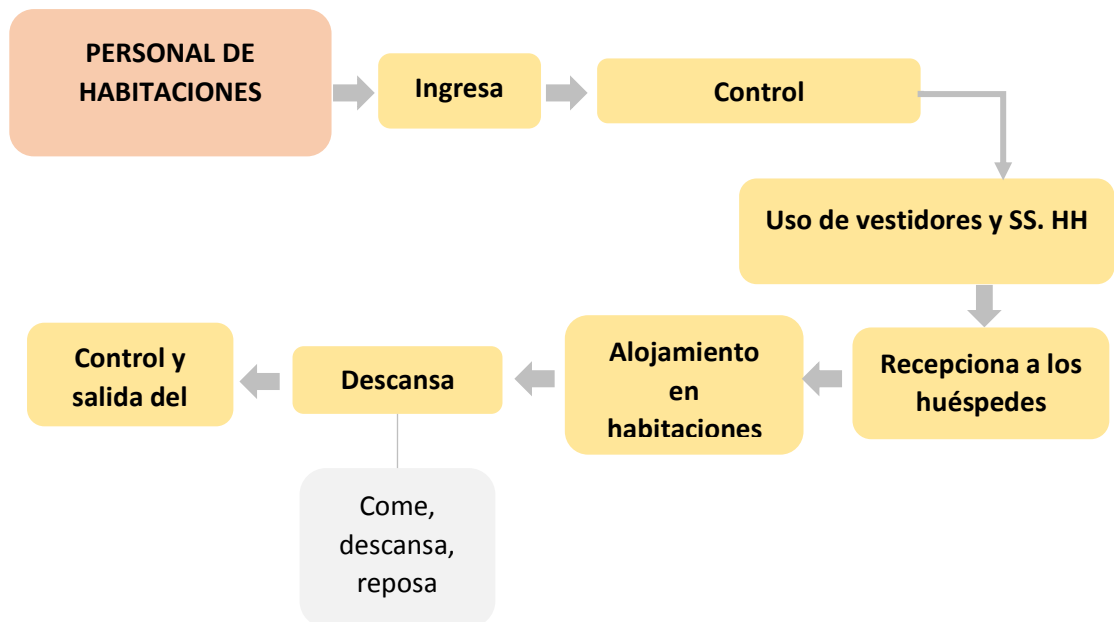 PERSONAL DE
HABITACIONES
Ingresa
Control
Uso de vestidores y SS. HH
Recepciona a los
huéspedes
Alojamiento
en
habitaciones
Descansa
Control y
salida del
Come,
descansa,
reposa